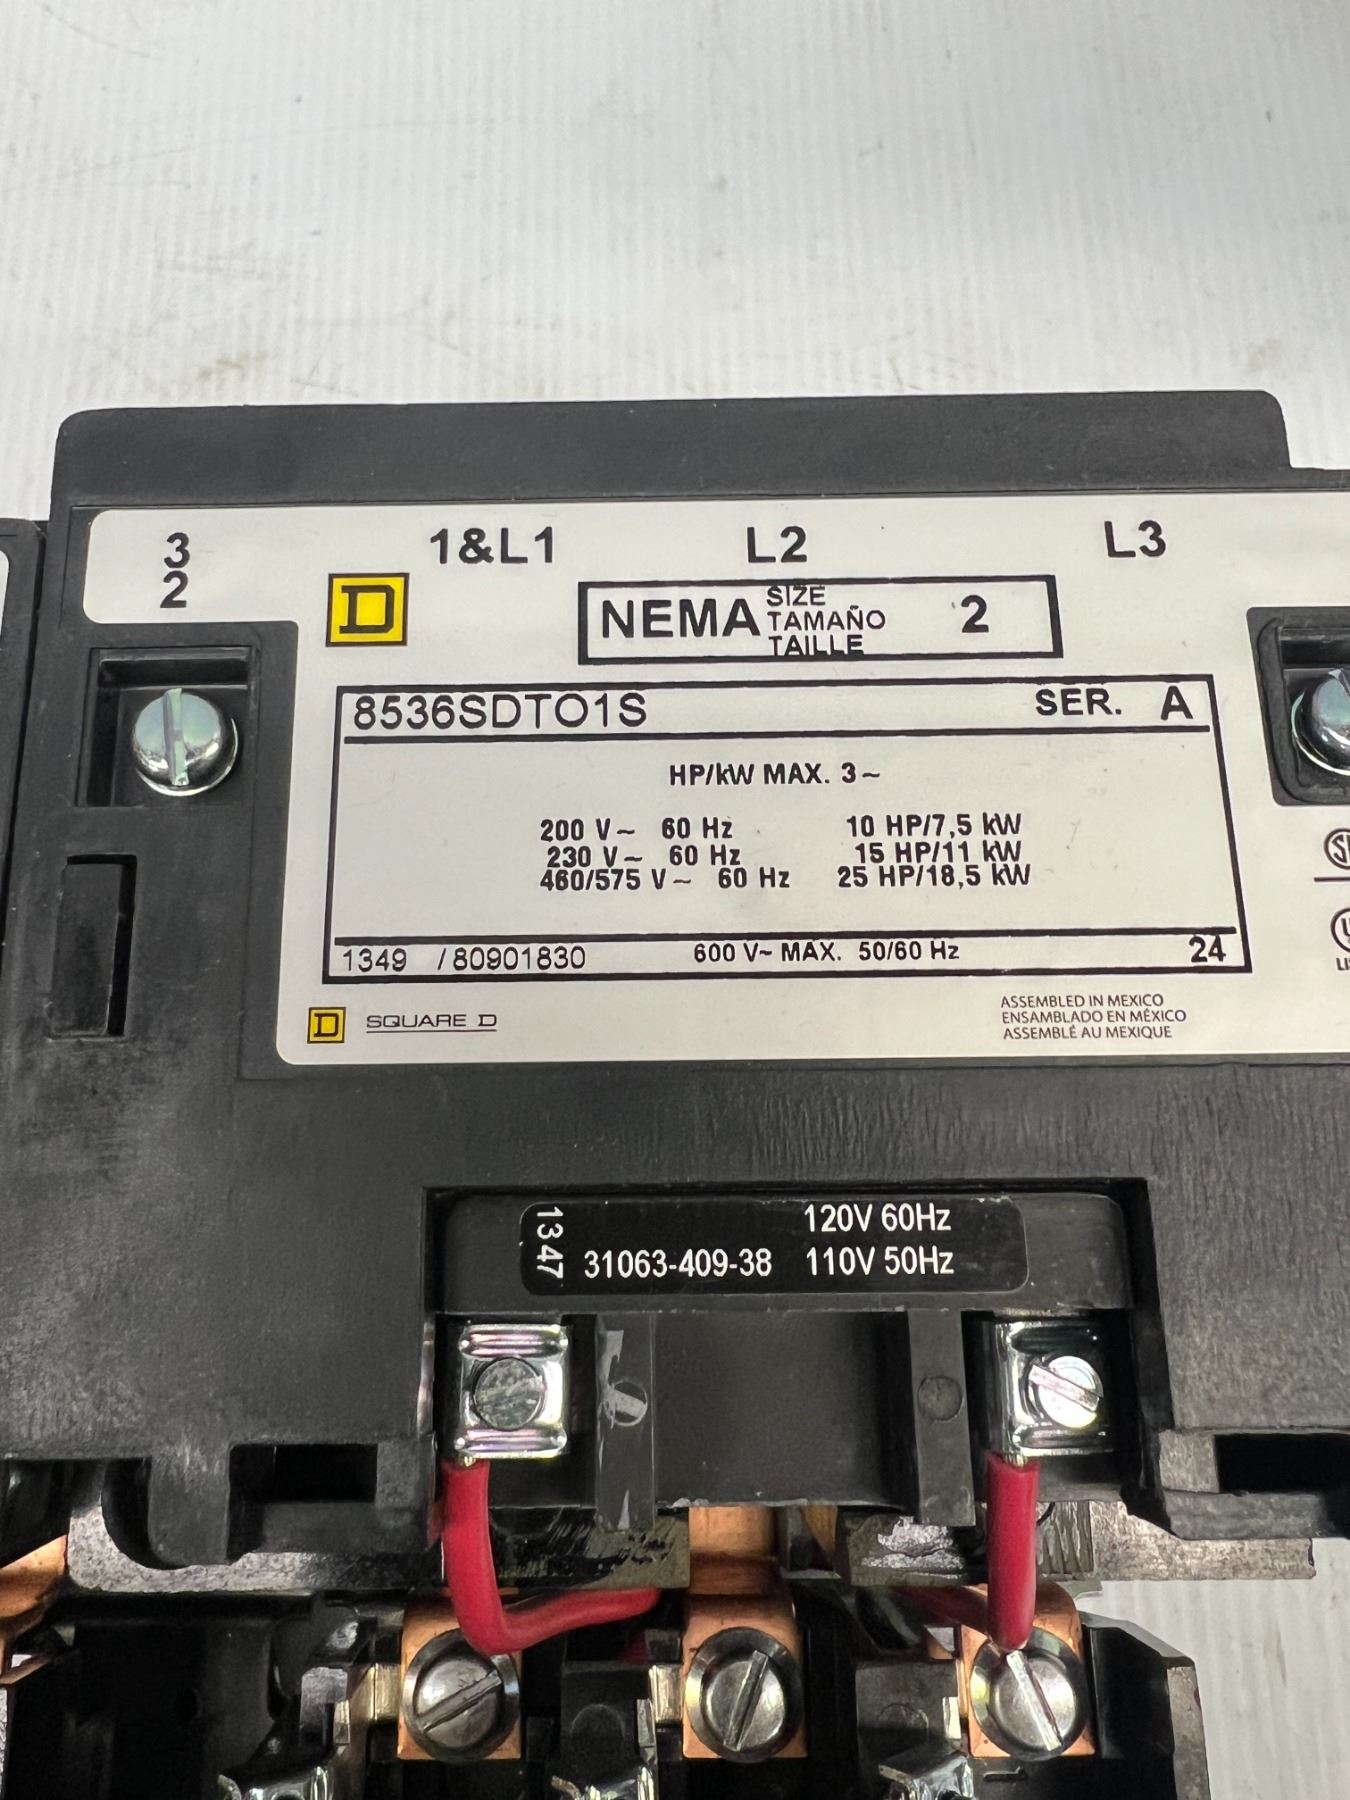 3
2
1&L1
L2
L3
D
NEMA SIZE
TAMAÑO
TAILLE
2
8536SDTO1S SER. A
HP/kW MAX. 3~
200 V~ 60 Hz 10 HP/7,5 kW
230 V~ 60 Hz 15 HP/11 kW
460/575 V~ 60 Hz 25 HP/18,5 kW
1349 /80901830 600 V~ MAX. 50/60 Hz 24
D SQUARE D
ASSEMBLED IN MEXICO
ENSAMBLADO EN MÉXICO
ASSEMBLÉ AU MEXIQUE
1347
120V 60Hz
31063-409-38 110V 50Hz